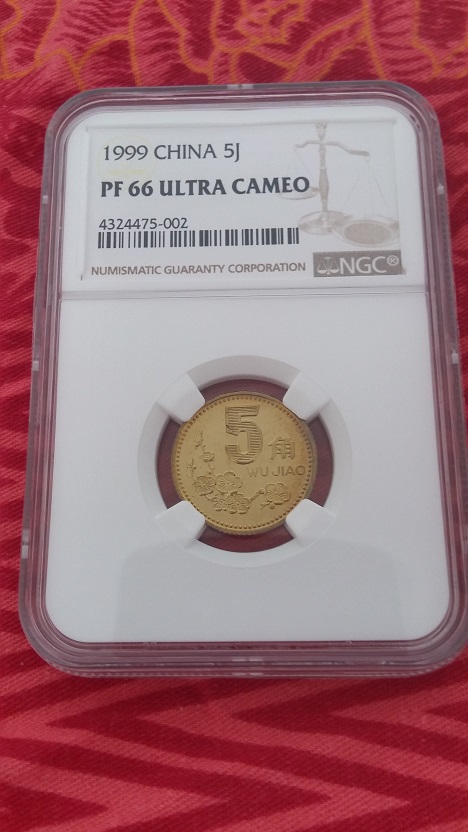 1999 CHINA 5J
PF 66 ULTRA CAMEO
4324475-002
NUMISMATIC GUARANTY CORPORATION
NGC®
5角
WU JIAO